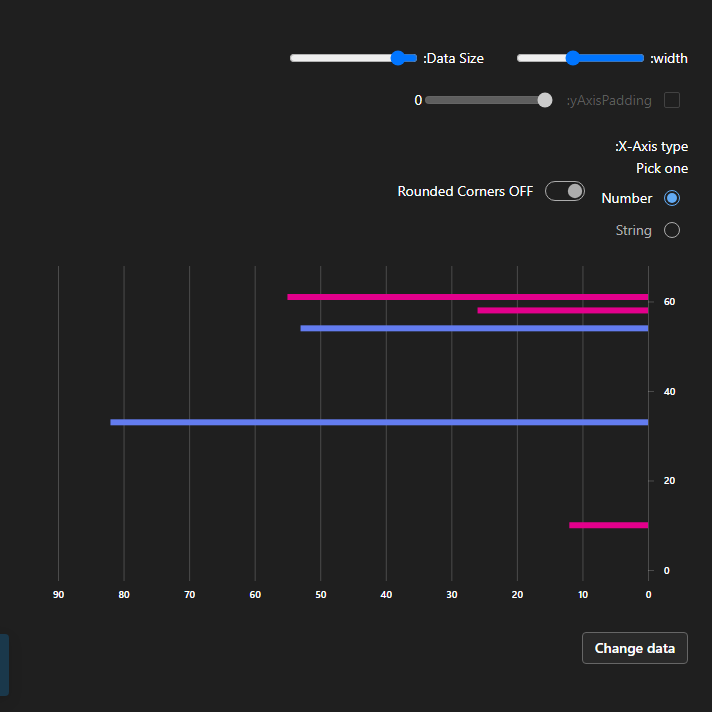 :width
:Data Size
:yAxisPadding
0
:X-Axis type
Pick one
Number
Rounded Corners OFF
String
60
40
20
0
90 80 70 60 50 40 30 20 10 0
Change data